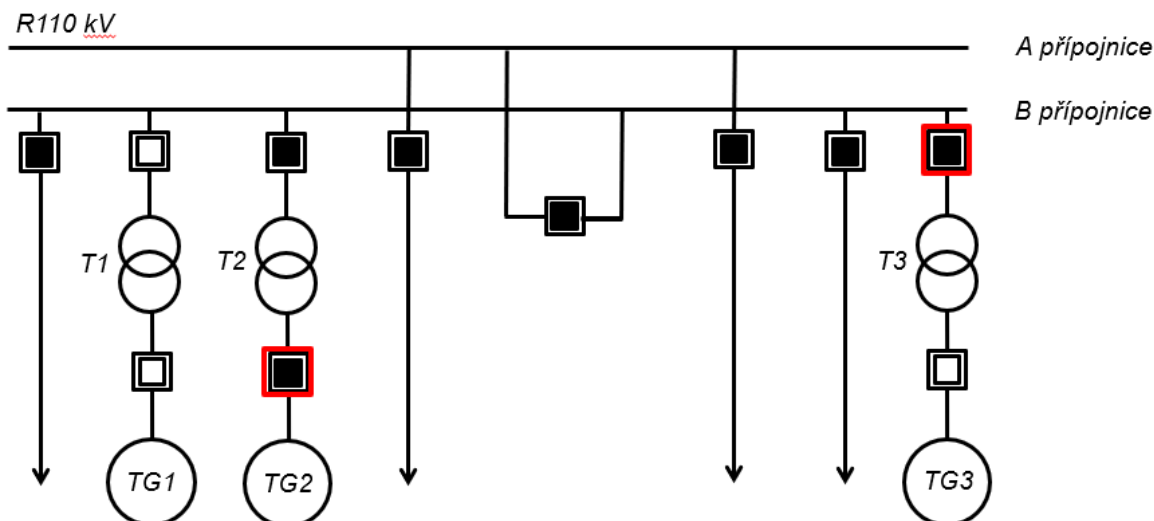 R110 kV
A přípojnice
B přípojnice
T1
T2
T3
TG1
TG2
TG3